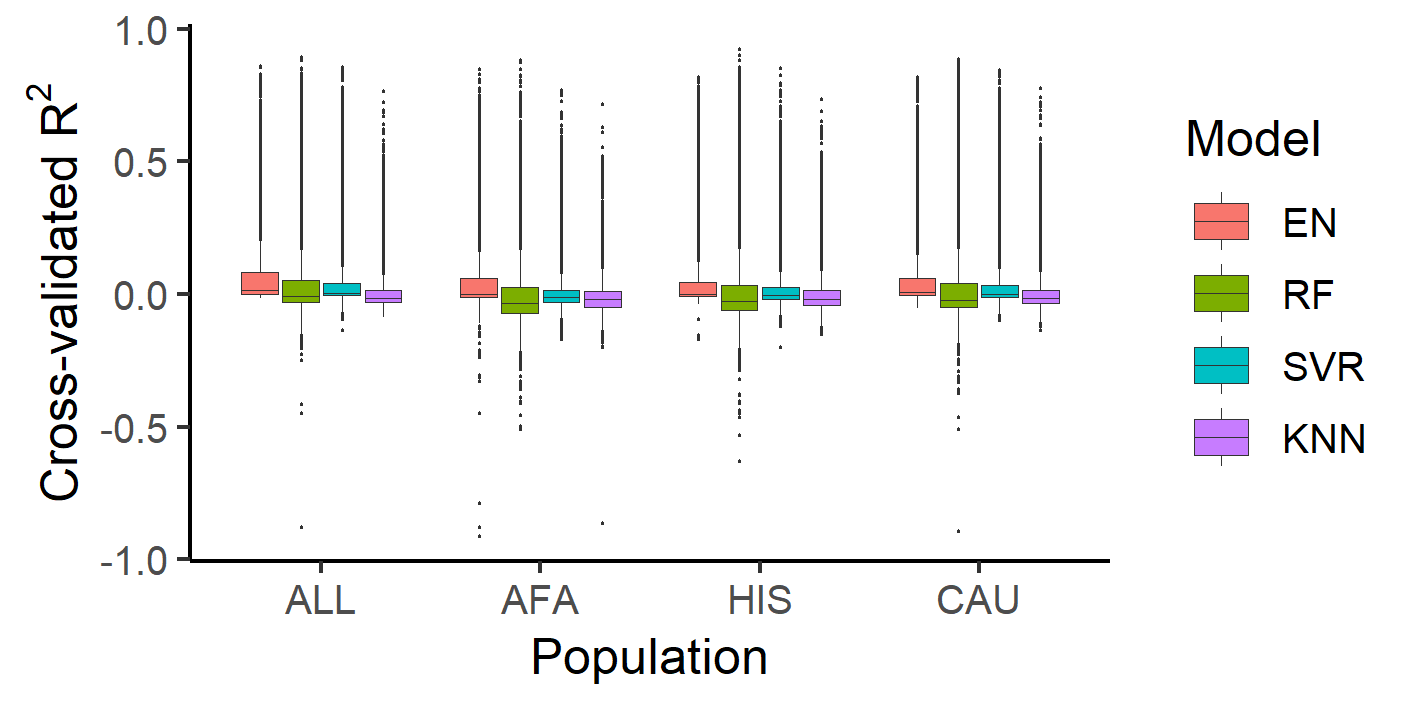 Cross-validated R²
1.0
0.5
0.0
-0.5
-1.0
ALL AFA HIS CAU
Population
Model
EN
RF
SVR
KNN